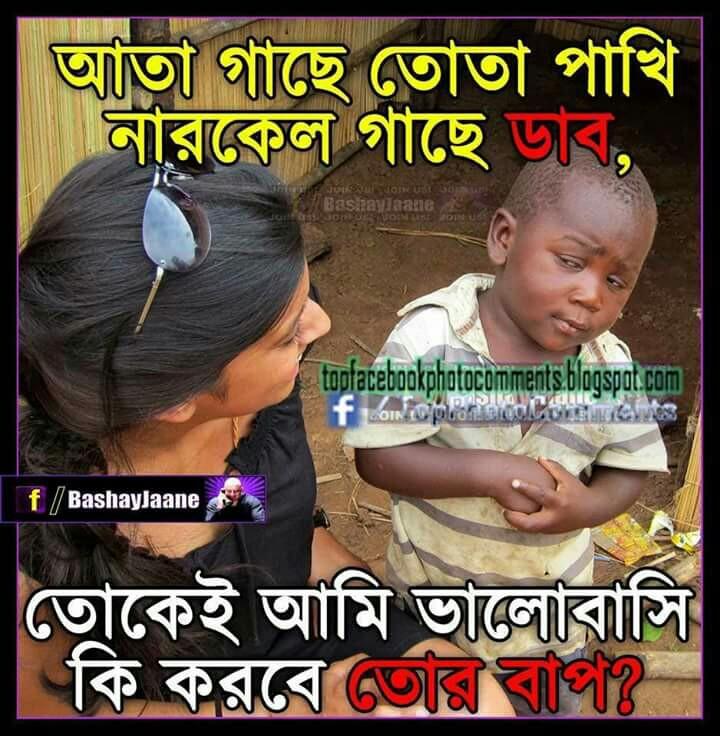 আতা গাছে তোতা পাখি
নারকেল গাছে ডাব,
BashayJaane
topfacebookphotocomments.blogspot.com
f
f / BashayJaane
তোকেই আমি ভালোবাসি
কি করবে তোর বাপ?